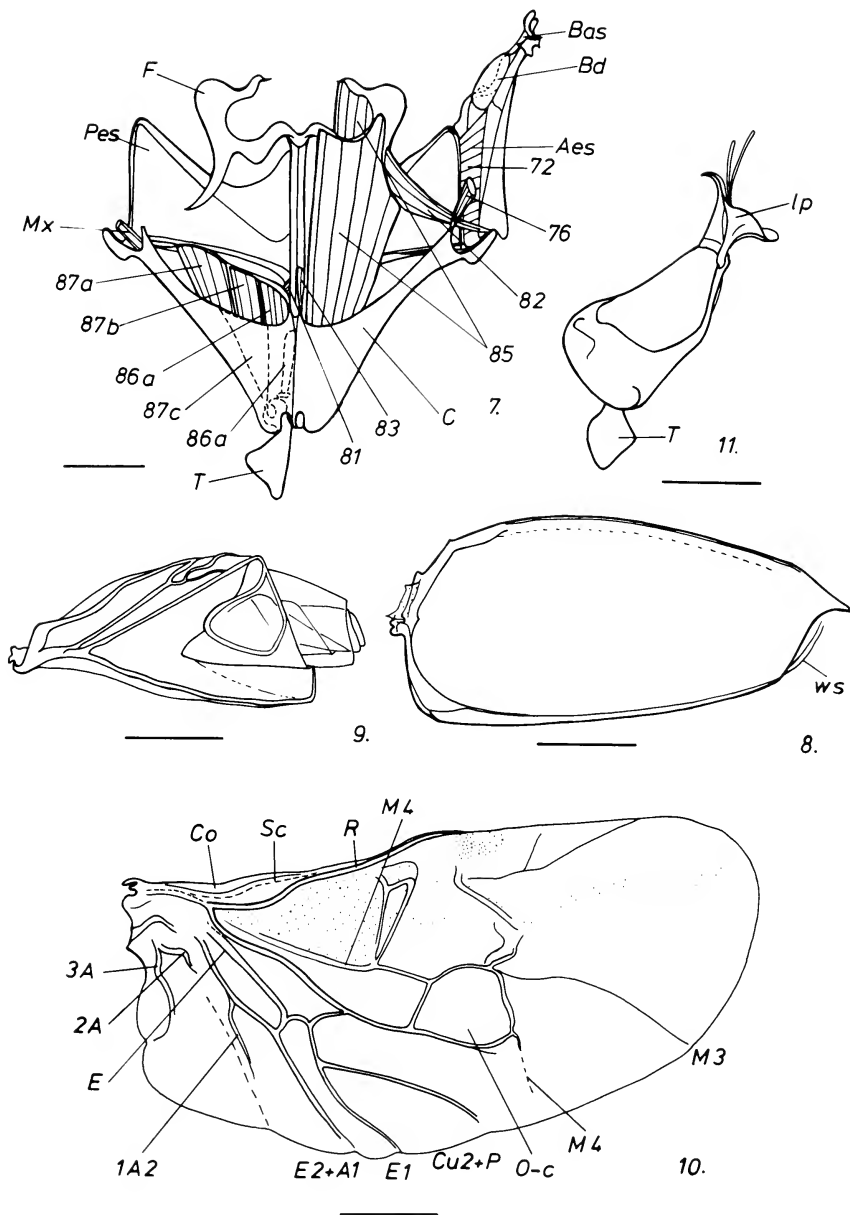 F
Bas
Bd
Pes
Aes
72
Mx
lp
76
87a
82
87b
85
86a
87c
C
7.
86a
83
81
T
T
11.
ws
9.
8.
Co
Sc
R
M4
3A
2A
E
M3
1A2
M4
E2+A1
E1
Cu2+P
O-c
10.